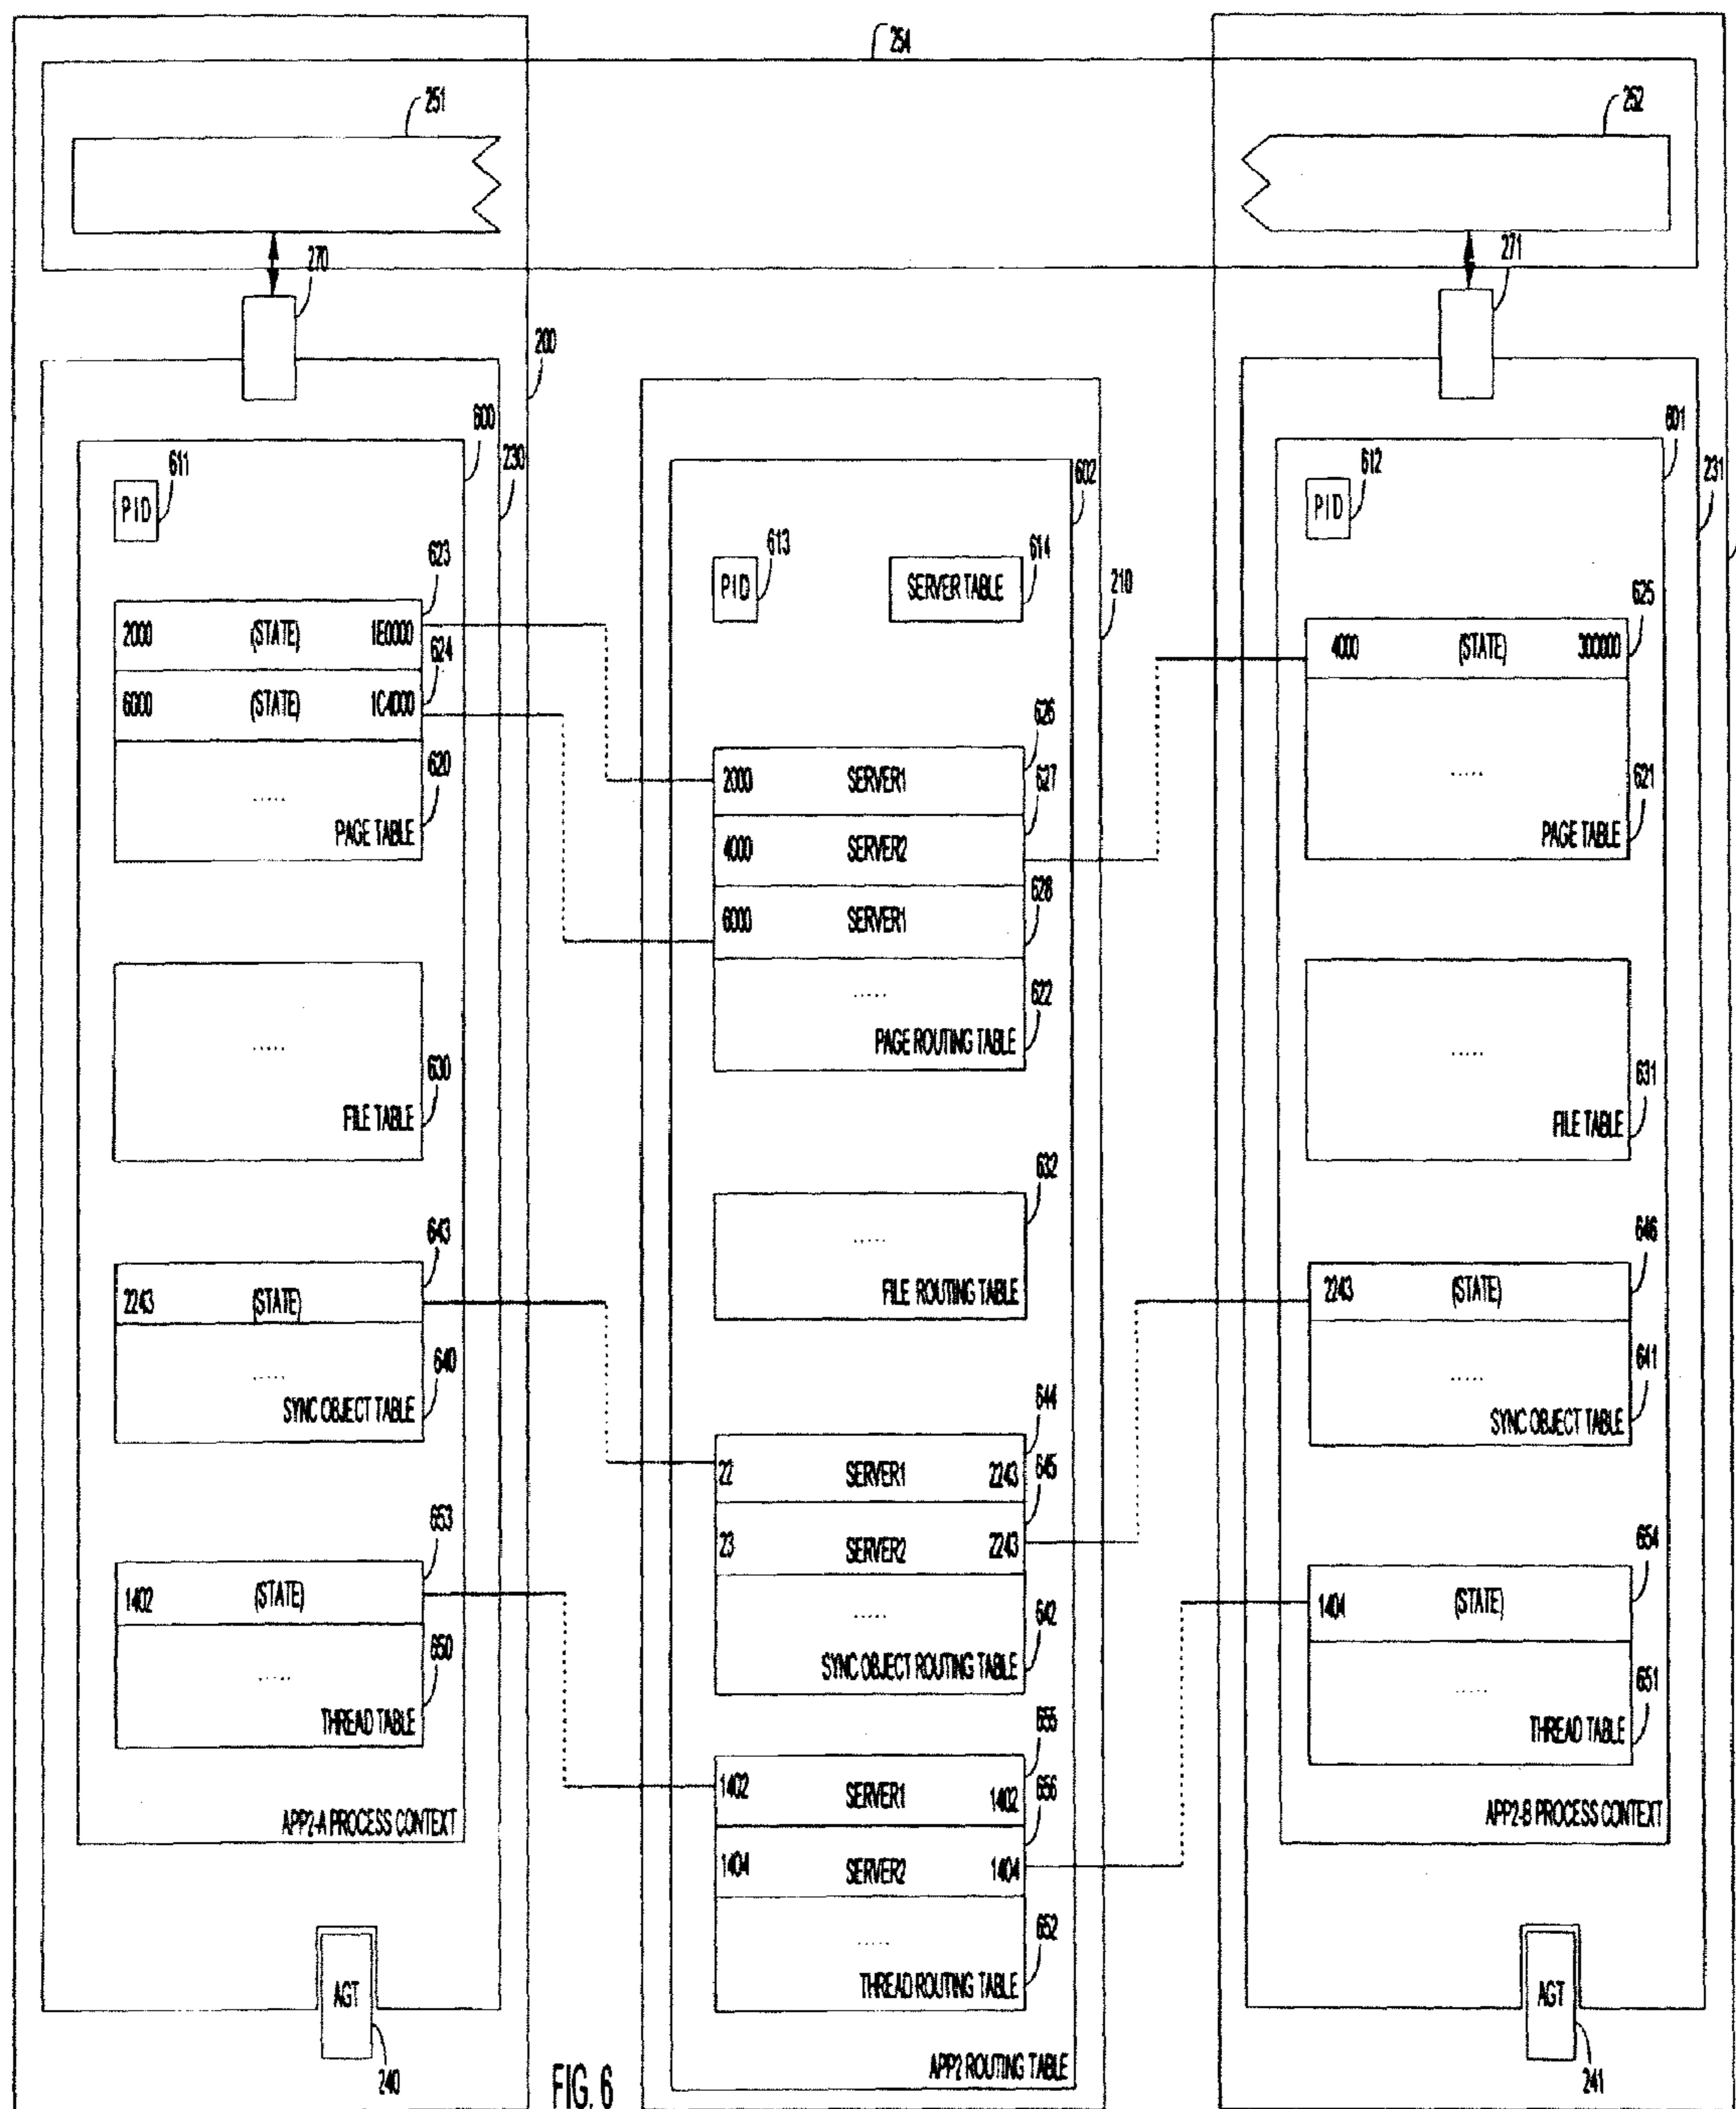 254
251
252
270
271
200
600
230
601
231
611
PID
602
612
PID
623
613
PID
614
SERVER TABLE
210
625
2000 (STATE) 1E0000
624
6000 (STATE) 1C4000
4000 (STATE) 300000
620
.....
PAGE TABLE
626
2000 SERVER1
627
4000 SERVER2
628
6000 SERVER1
622
.....
PAGE ROUTING TABLE
621
.....
PAGE TABLE
.....
630
FILE TABLE
.....
631
FILE TABLE
632
.....
FILE ROUTING TABLE
643
2243 (STATE)
640
.....
SYNC OBJECT TABLE
646
2243 (STATE)
641
.....
SYNC OBJECT TABLE
644
22 SERVER1 2243
645
23 SERVER2 2243
642
.....
SYNC OBJECT ROUTING TABLE
653
1402 (STATE)
650
.....
THREAD TABLE
654
1404 (STATE)
651
.....
THREAD TABLE
655
1402 SERVER1 1402
656
1404 SERVER2 1404
652
.....
THREAD ROUTING TABLE
APP2-A PROCESS CONTEXT
APP2-B PROCESS CONTEXT
AGT
240
AGT
241
APP2 ROUTING TABLE
FIG. 6